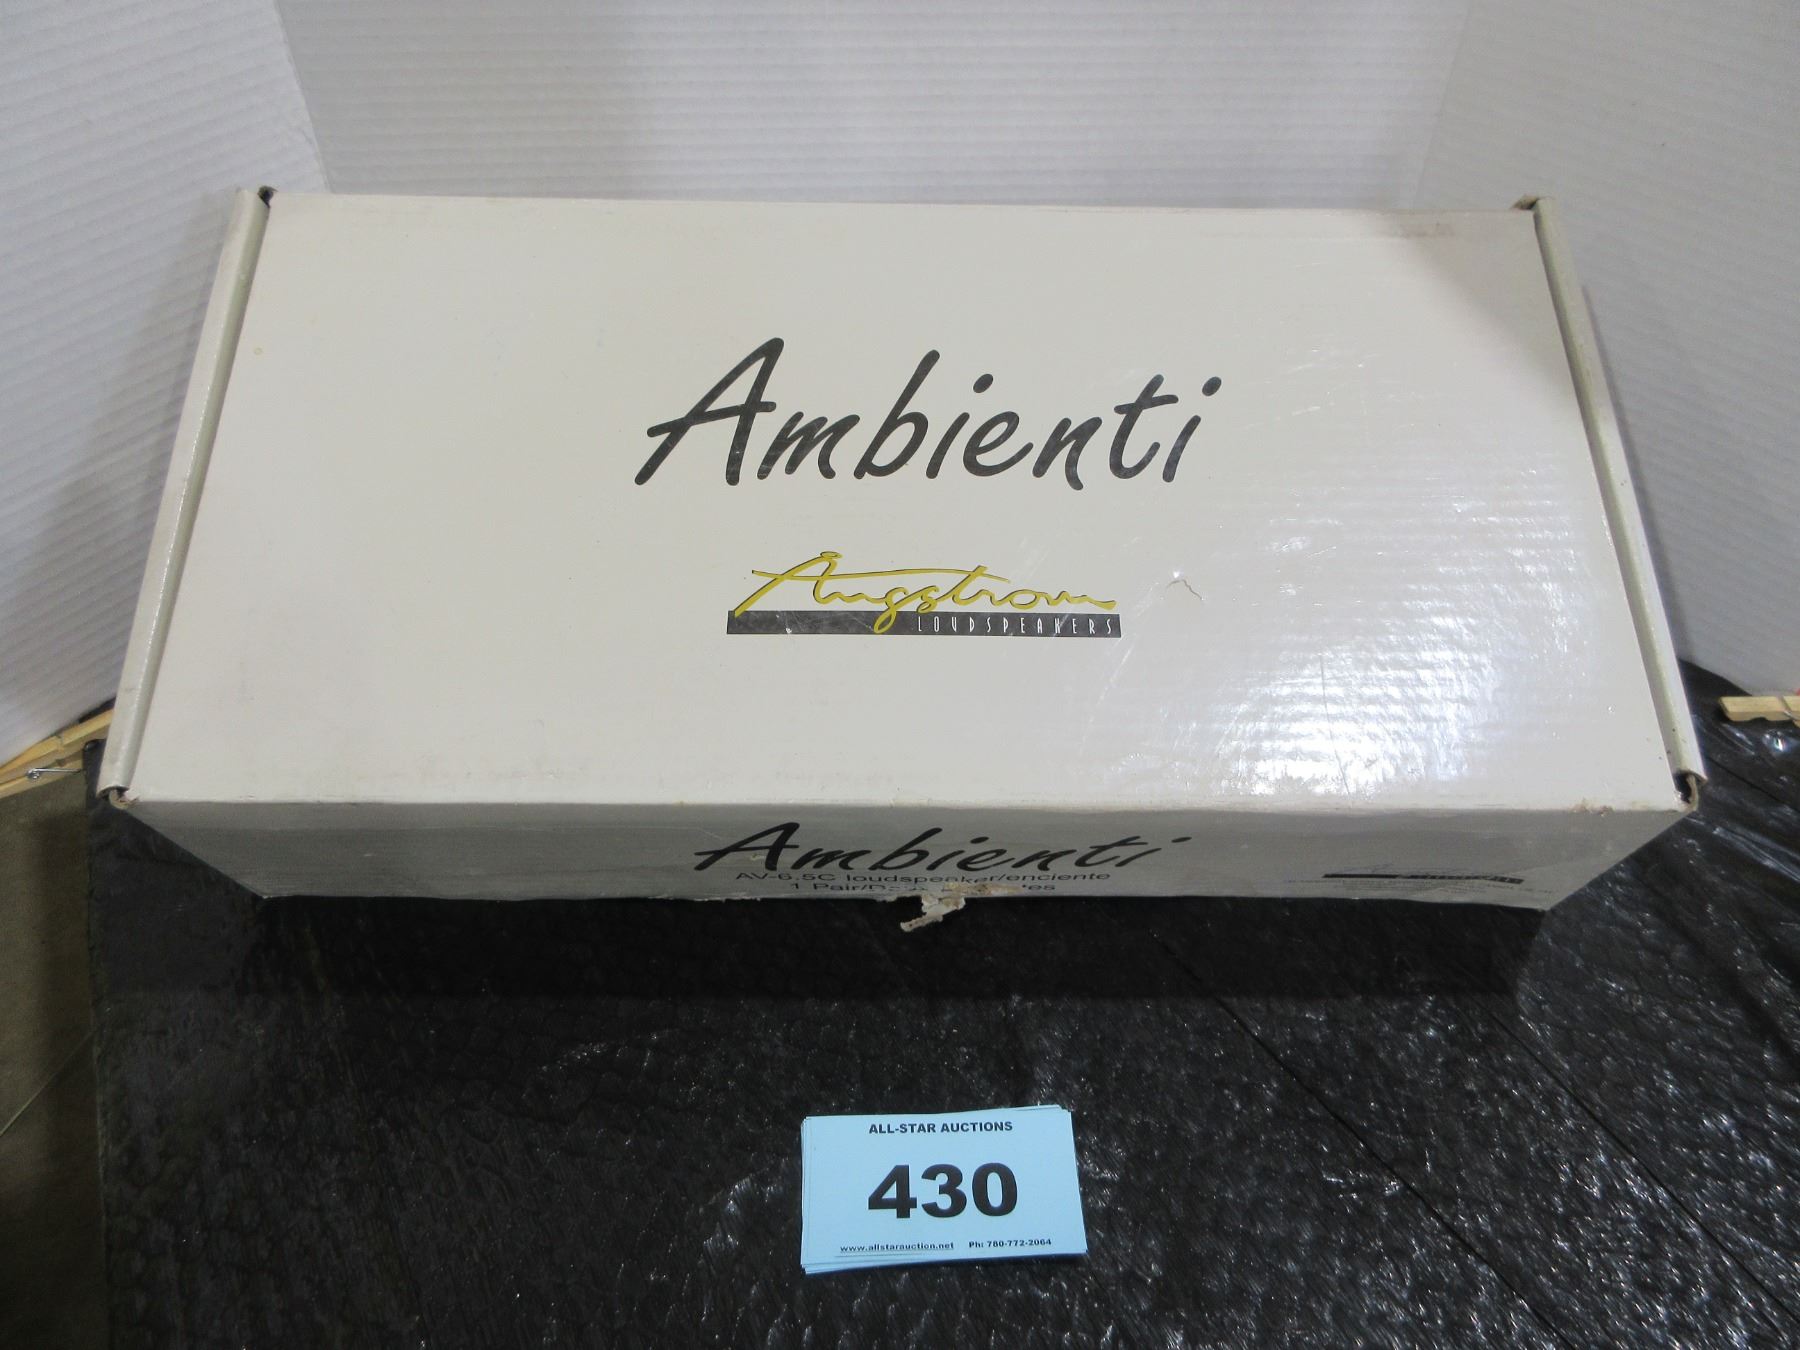 Ambienti
Ångstrom
LOUDSPEAKERS
Ambienti
AV-6.5C loudspeaker/enciente
1 Pair/
ALL-STAR AUCTIONS
430
www.allstarauction.net Ph: 780-772-2064